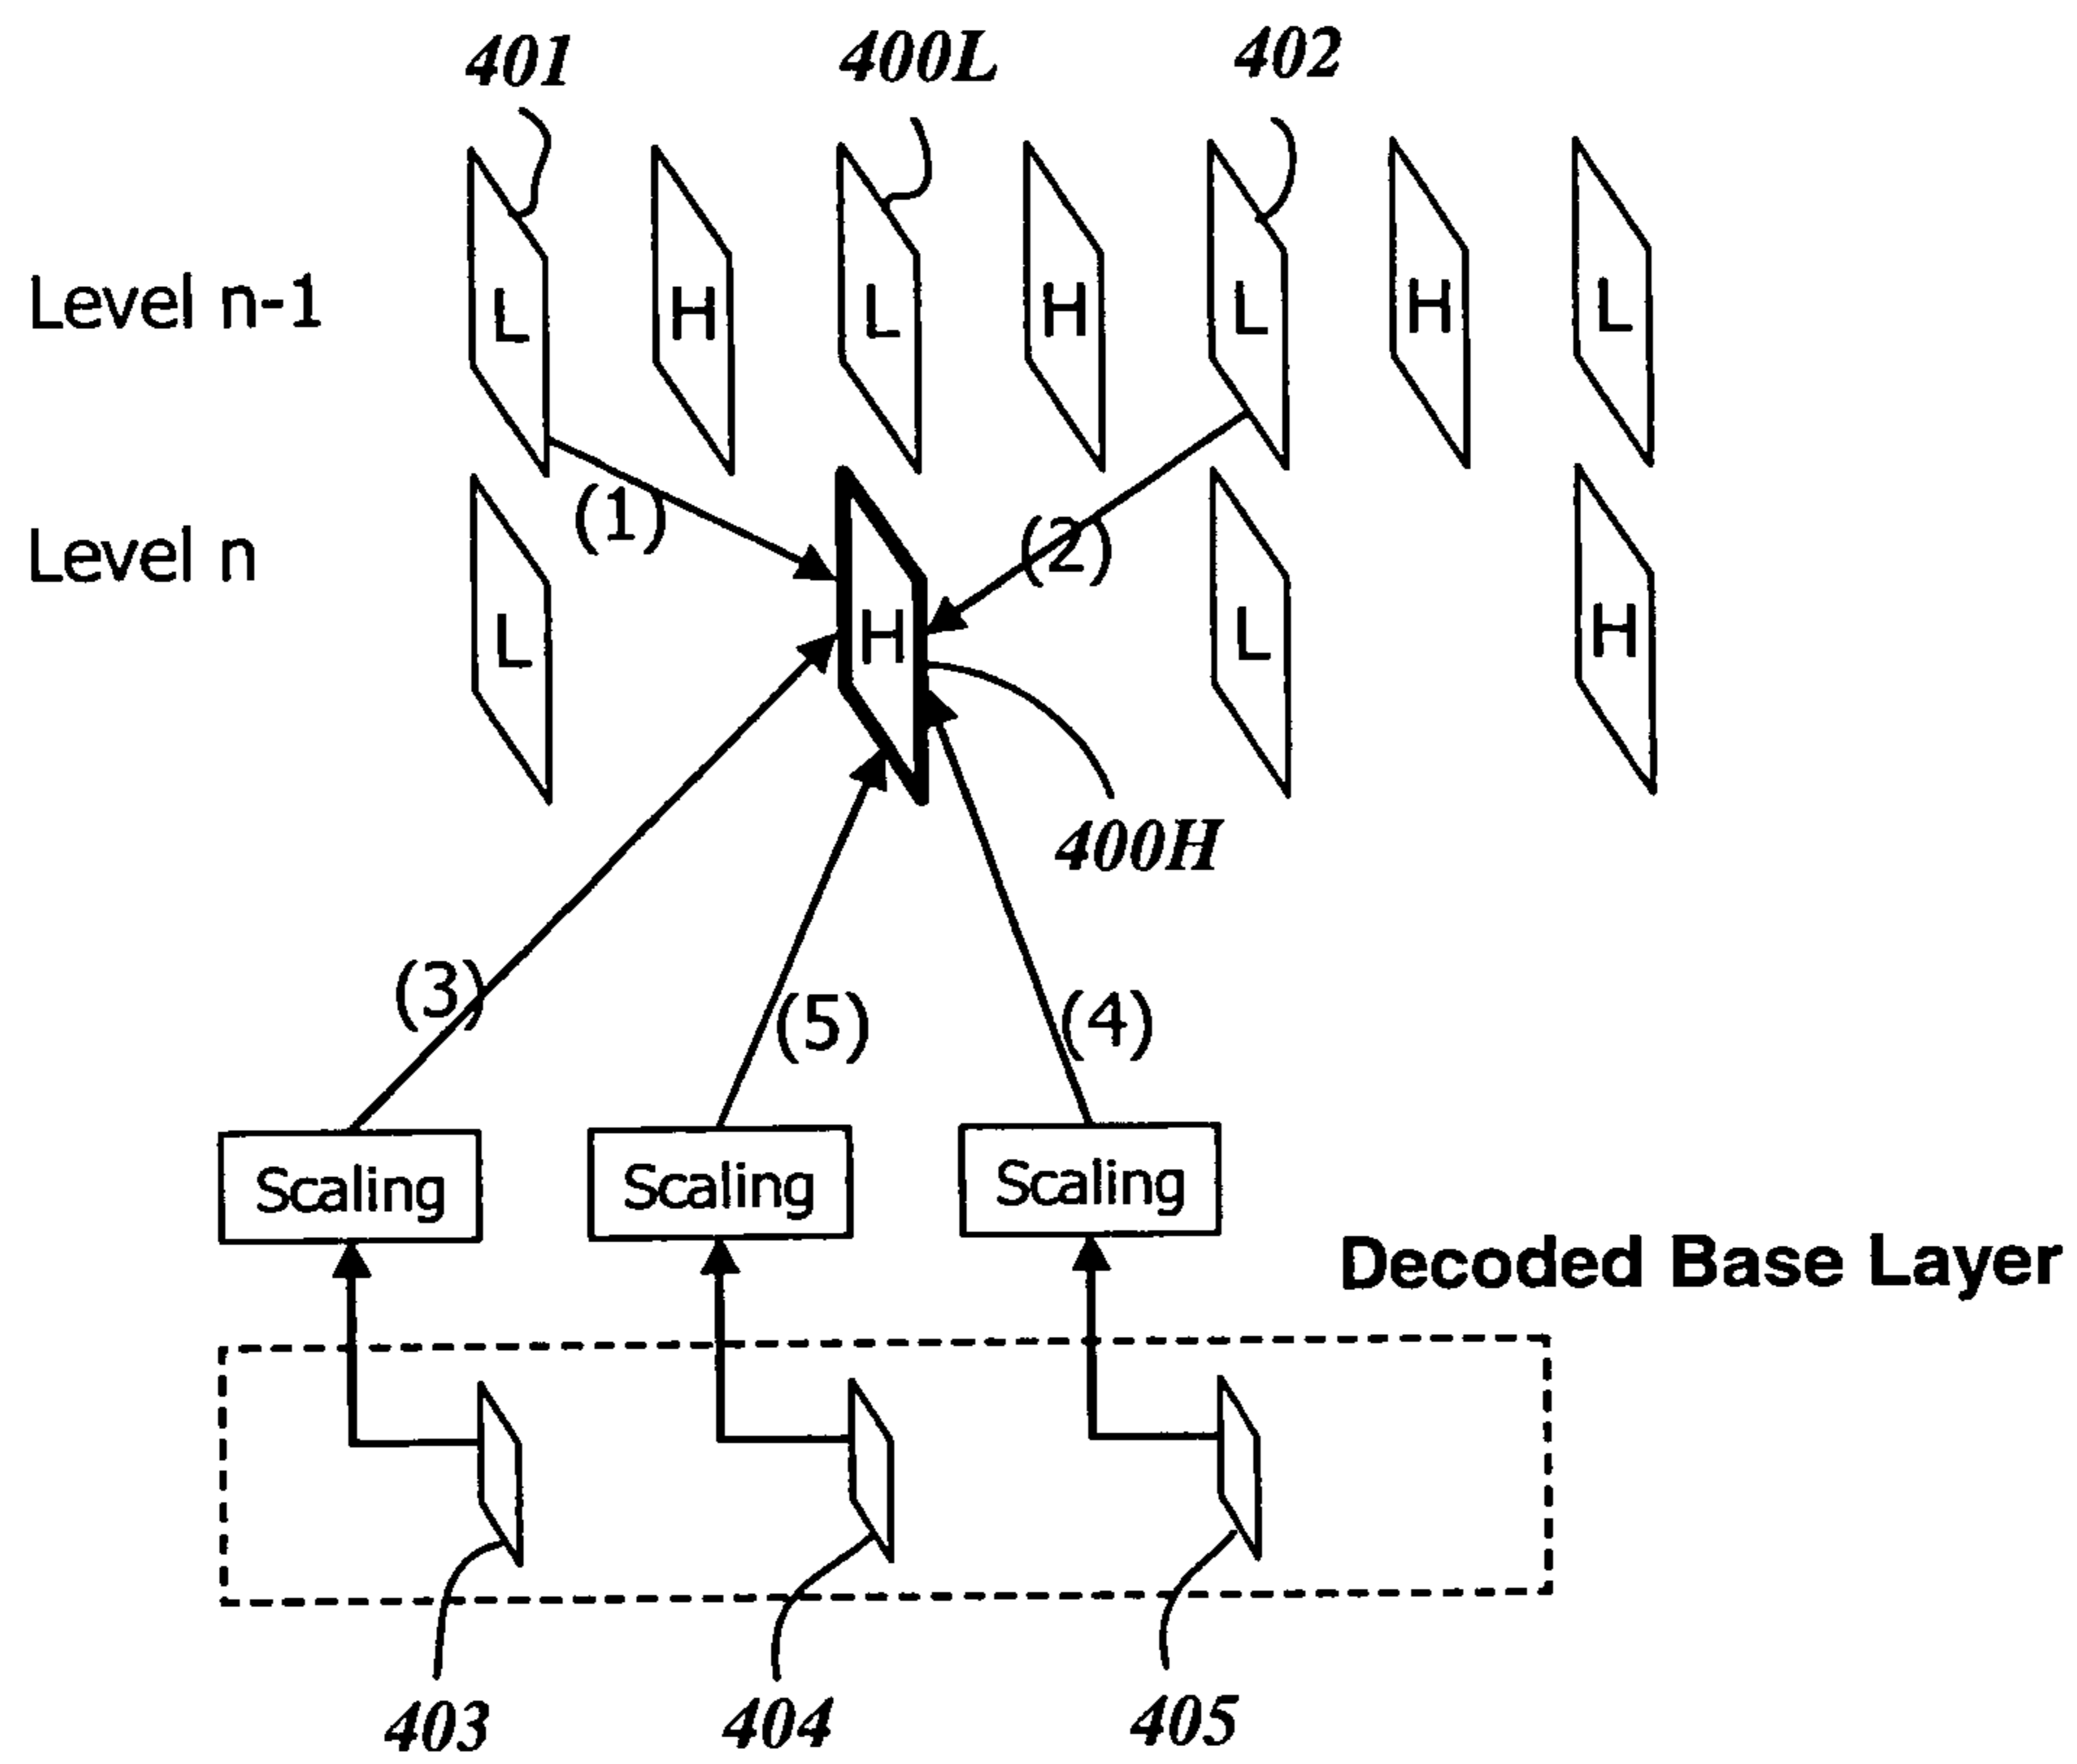 401 400L 402
Level n-1 L H L H L H L
(1) (2)
Level n L H L H
400H
(3) (5) (4)
Scaling Scaling Scaling
Decoded Base Layer
403 404 405